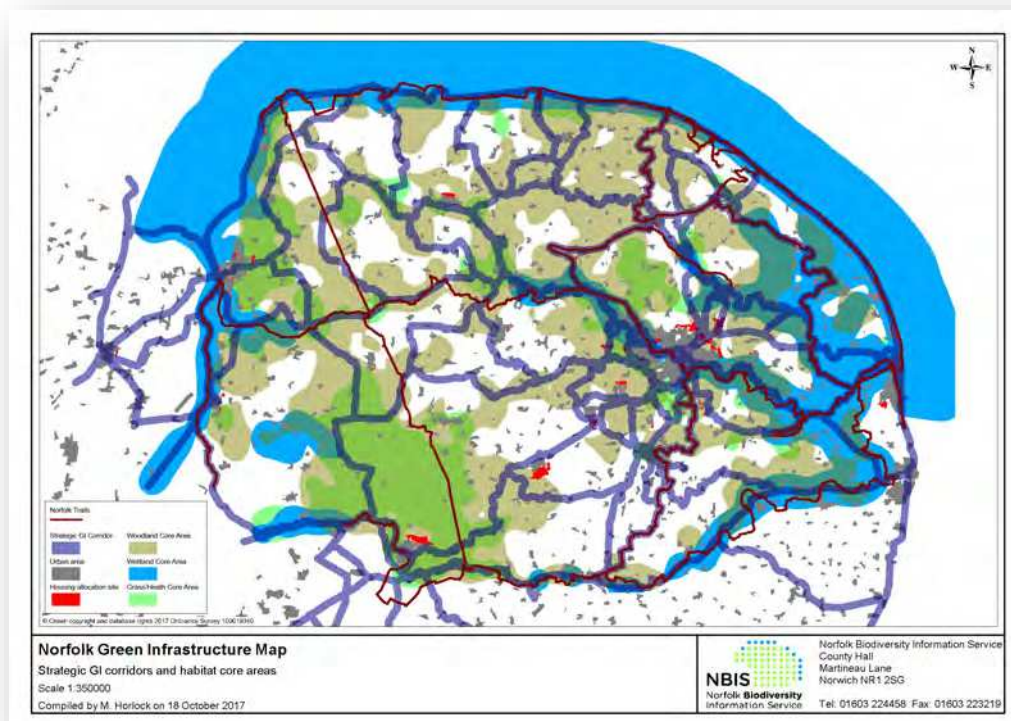 N
W E
S
Norfolk Trails
Strategic GI Corridor
Woodland Core Area
Urban area
Wetland Core Area
Housing allocation site
Grass/Heath Core Area
© Crown copyright and database rights 2017 Ordnance Survey
Norfolk Green Infrastructure Map
Strategic GI corridors and habitat core areas
Scale 1:350000
Compiled by M. Horlock on 18 October 2017
NBIS
Norfolk Biodiversity
Information Service
Norfolk Biodiversity Information Service
County Hall
Martineau Lane
Norwich NR1 2SG
Tel: 01603 224458 Fax: 01603 223219